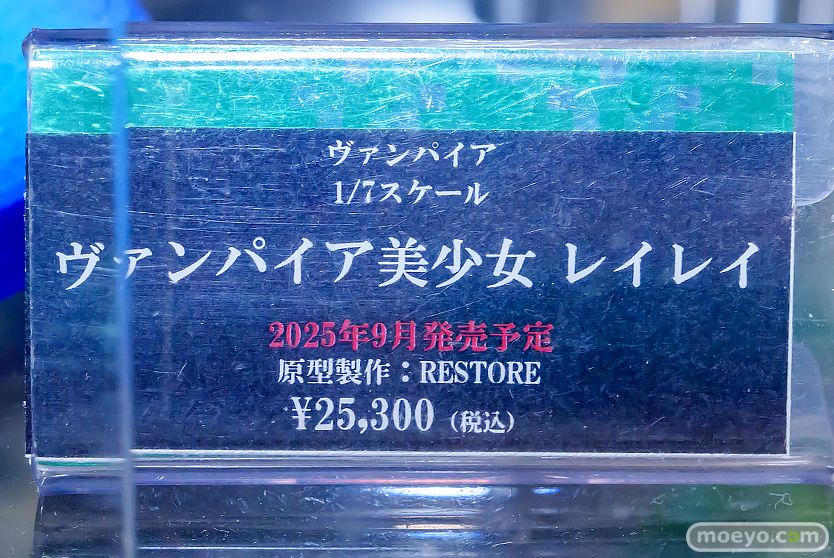 ヴァンパイア
1/7スケール
ヴァンパイア美少女 レイレイ
2025年9月発売予定
原型製作：RESTORE
¥25,300（税込）
moeyo.com